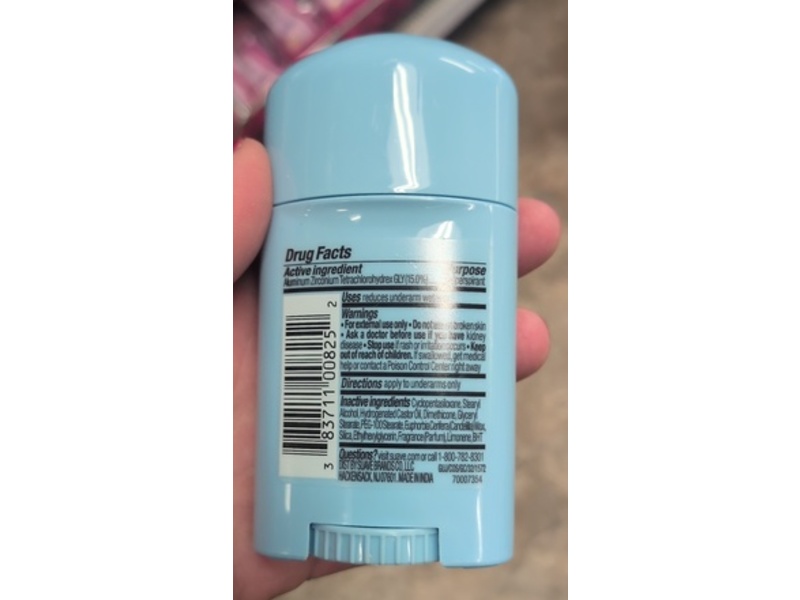 Drug Facts
Active ingredient Purpose
Aluminum Zirconium Tetrachlorohydrex GLY (15.0%)
Uses reduces underarm
Warnings
• For external use only • Do not use on broken skin
• Ask a doctor before use if you have kidney
disease • Stop use if rash or irritation occurs • Keep
out of reach of children. If swallowed, get medical
help or contact a Poison Control Center right away
Directions apply to underarms only
Inactive ingredients Cyclopentasiloxane, Stearyl
Alcohol, Hydrogenated Castor Oil, Dimethicone, Glyceryl
Stearate, PEG-100 Stearate, Euphorbia Cerifera (Candelilla) Wax,
Silica, Ethylhexylglycerin, Fragrance (Parfum), Limonene, BHT
Questions? visit suave.com or call 1-800-782-8301
DIST. BY SUAVE BRANDS CO., LLC
HACKENSACK, NJ 07601. MADE IN INDIA 70007354
3 83711 00825 2